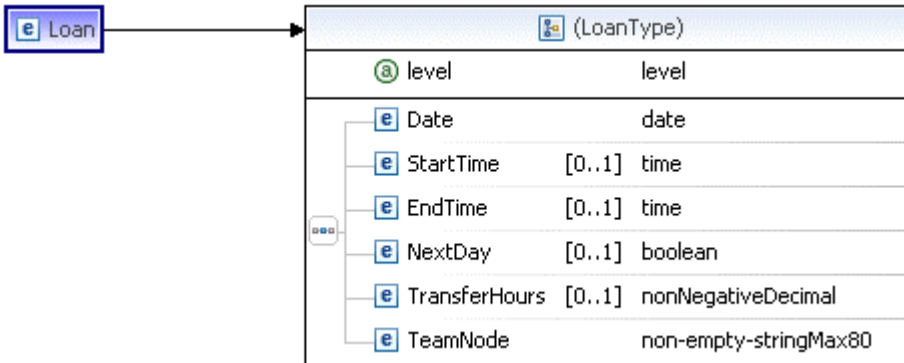 e Loan
(LoanType)
a level level
e Date date
e StartTime [0..1] time
e EndTime [0..1] time
e NextDay [0..1] boolean
e TransferHours [0..1] nonNegativeDecimal
e TeamNode non-empty-stringMax80